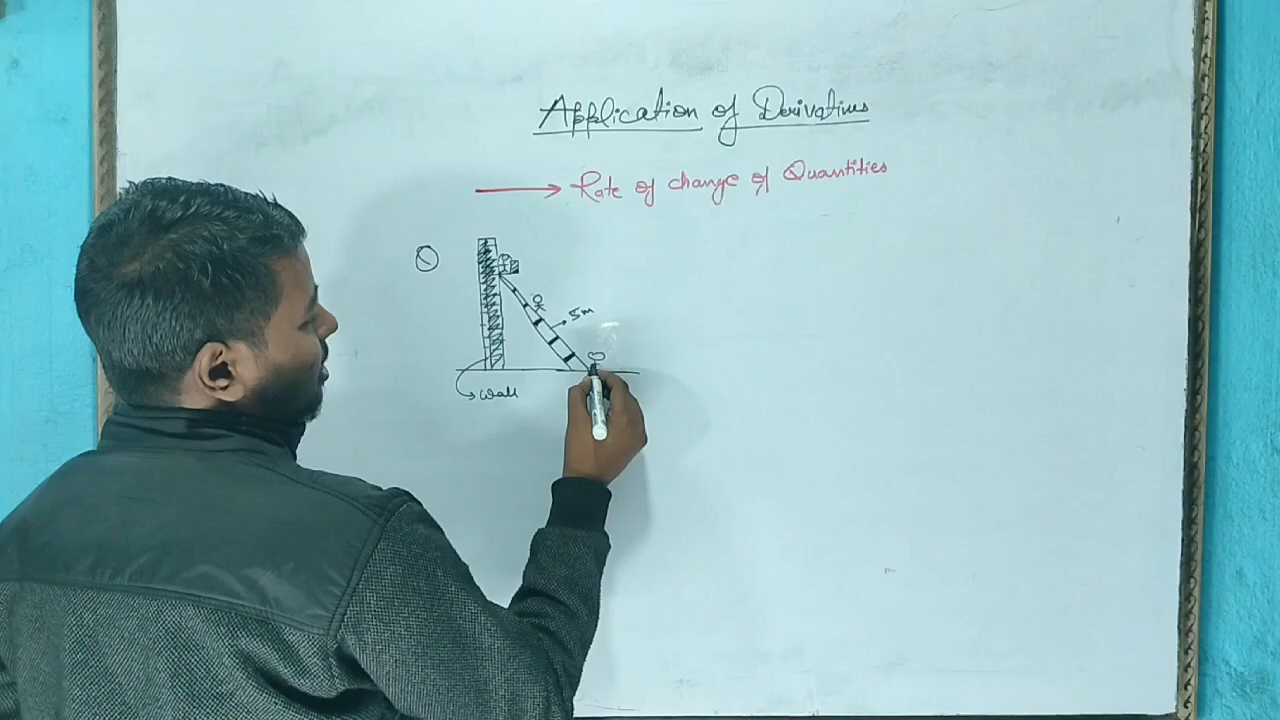 Application of Derivatives
Rate of change of Quantities
5m
wall